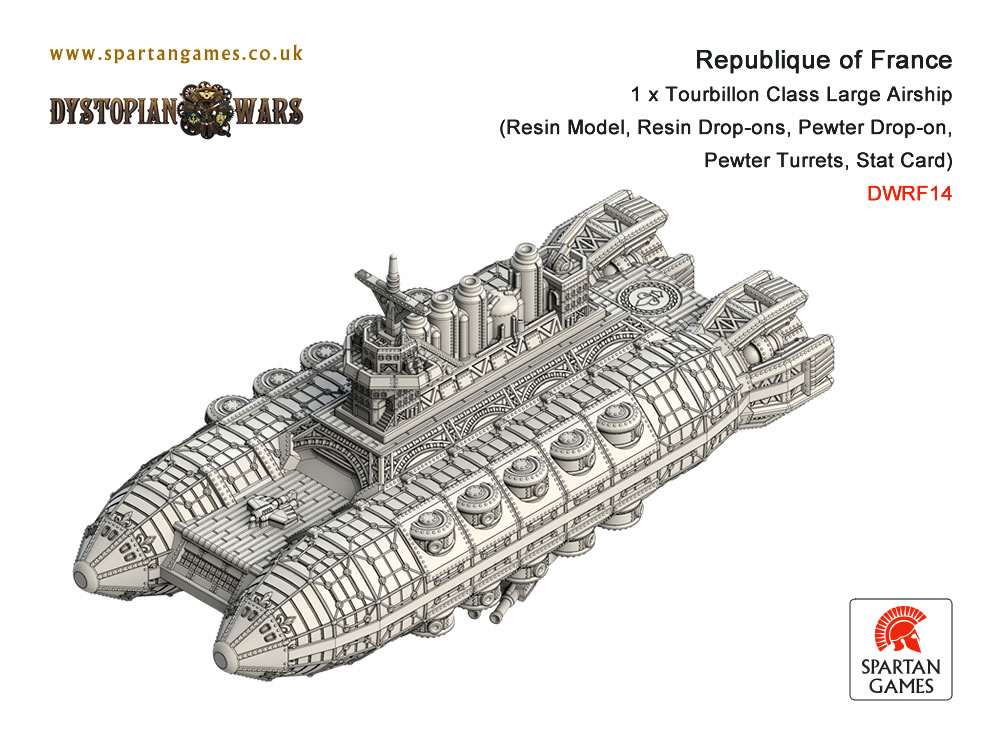 www.spartangames.co.uk
DYSTOPIAN WARS
Republique of France
1 x Tourbillon Class Large Airship
(Resin Model, Resin Drop-ons, Pewter Drop-on,
Pewter Turrets, Stat Card)
DWRF14
SPARTAN
GAMES